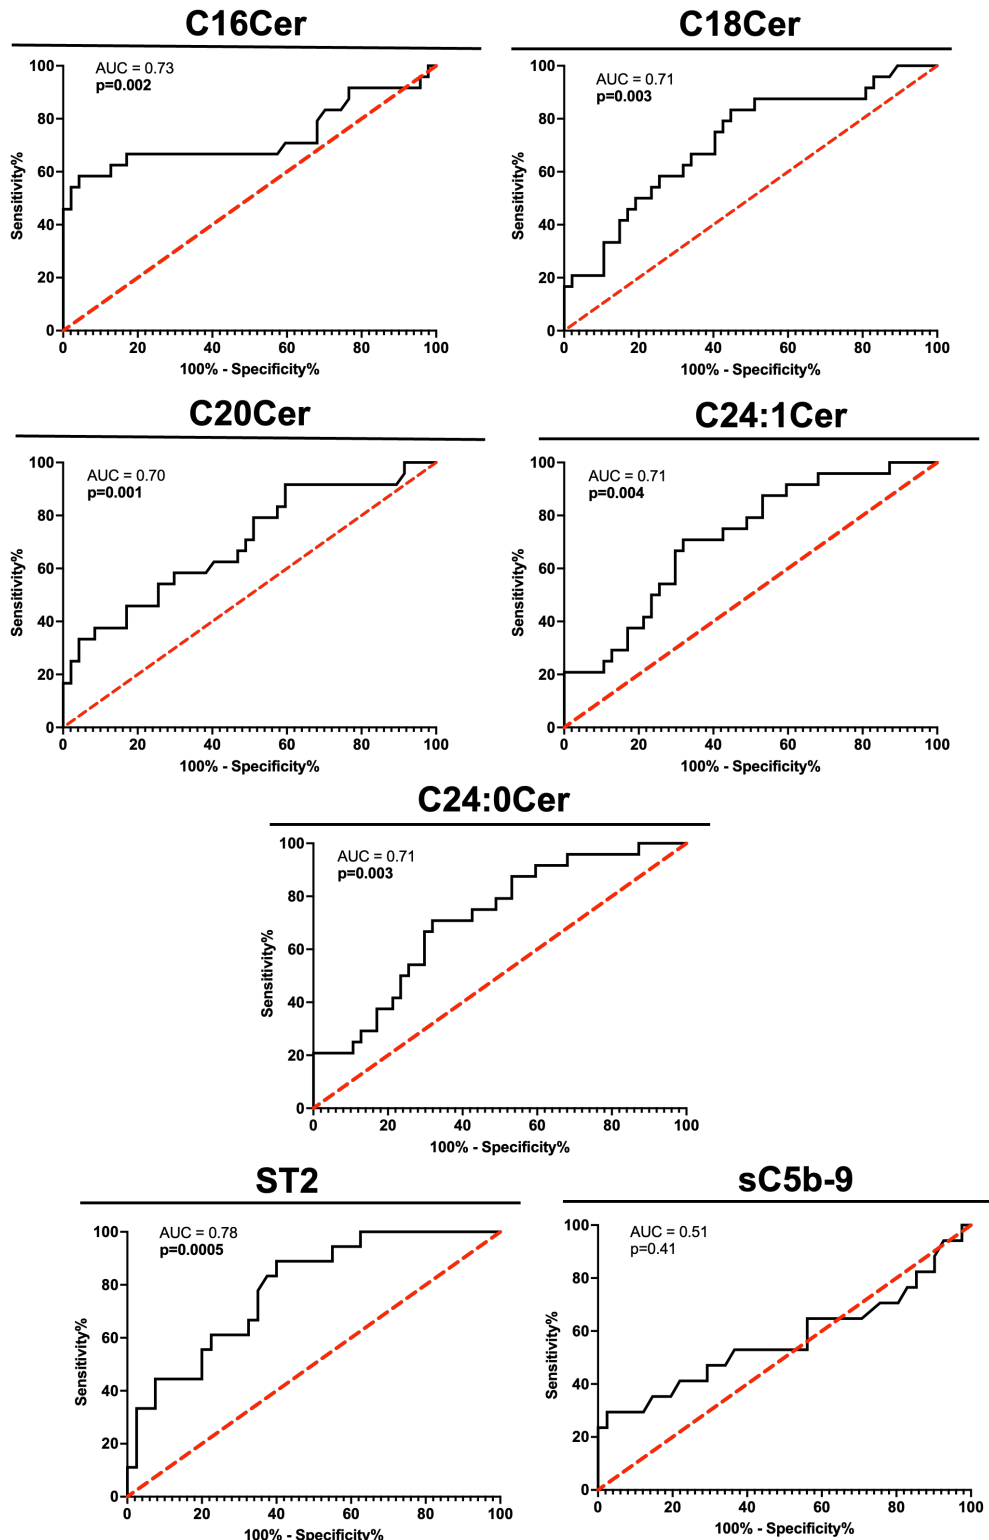 C16Cer
AUC = 0.73
p=0.002
Sensitivity%
100
80
60
40
20
0
0 20 40 60 80 100
100% - Specificity%
C18Cer
AUC = 0.71
p=0.003
Sensitivity%
100
80
60
40
20
0
0 20 40 60 80 100
100% - Specificity%
C20Cer
AUC = 0.70
p=0.001
Sensitivity%
100
80
60
40
20
0
0 20 40 60 80 100
100% - Specificity%
C24:1Cer
AUC = 0.71
p=0.004
Sensitivity%
100
80
60
40
20
0
0 20 40 60 80 100
100% - Specificity%
C24:0Cer
AUC = 0.71
p=0.003
Sensitivity%
100
80
60
40
20
0
0 20 40 60 80 100
100% - Specificity%
ST2
AUC = 0.78
p=0.0005
Sensitivity%
100
80
60
40
20
0
0 20 40 60 80 100
100% - Specificity%
sC5b-9
AUC = 0.51
p=0.41
Sensitivity%
100
80
60
40
20
0
0 20 40 60 80 100
100% - Specificity%